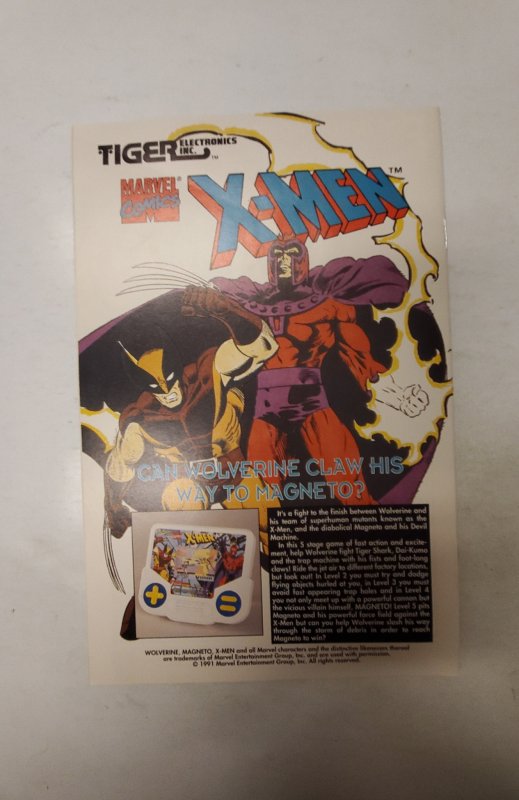 TIGER ELECTRONICS INC.™
MARVEL® COMICS
X-MEN™
CAN WOLVERINE CLAW HIS
WAY TO MAGNETO?
It's a fight to the finish between Wolverine and
his team of superhuman mutants known as the
X-Men, and the diabolical Magneto and his Devil
Machine.
In this 5 stage game of fast action and excite-
ment, help Wolverine fight Tiger Shark, Dai-Kumo
and the trap machine with his fists and foot-long
claws! Ride the jet air to different factory locations,
but look out! In Level 2 you must try and dodge
flying objects hurled at you, in Level 3 you must
avoid fast appearing trap holes and in Level 4
you not only meet up with a powerful cannon but
the vicious villain himself, MAGNETO! Level 5 pits
Magneto and his powerful force field against the
X-Men but can you help Wolverine slash his way
through the storm of debris in order to reach
Magneto to win?
X-MEN
WOLVERINE, MAGNETO, X-MEN and all Marvel characters and the distinctive likenesses thereof
are trademarks of Marvel Entertainment Group, Inc. and are used with permission.
© 1991 Marvel Entertainment Group, Inc. All rights reserved.